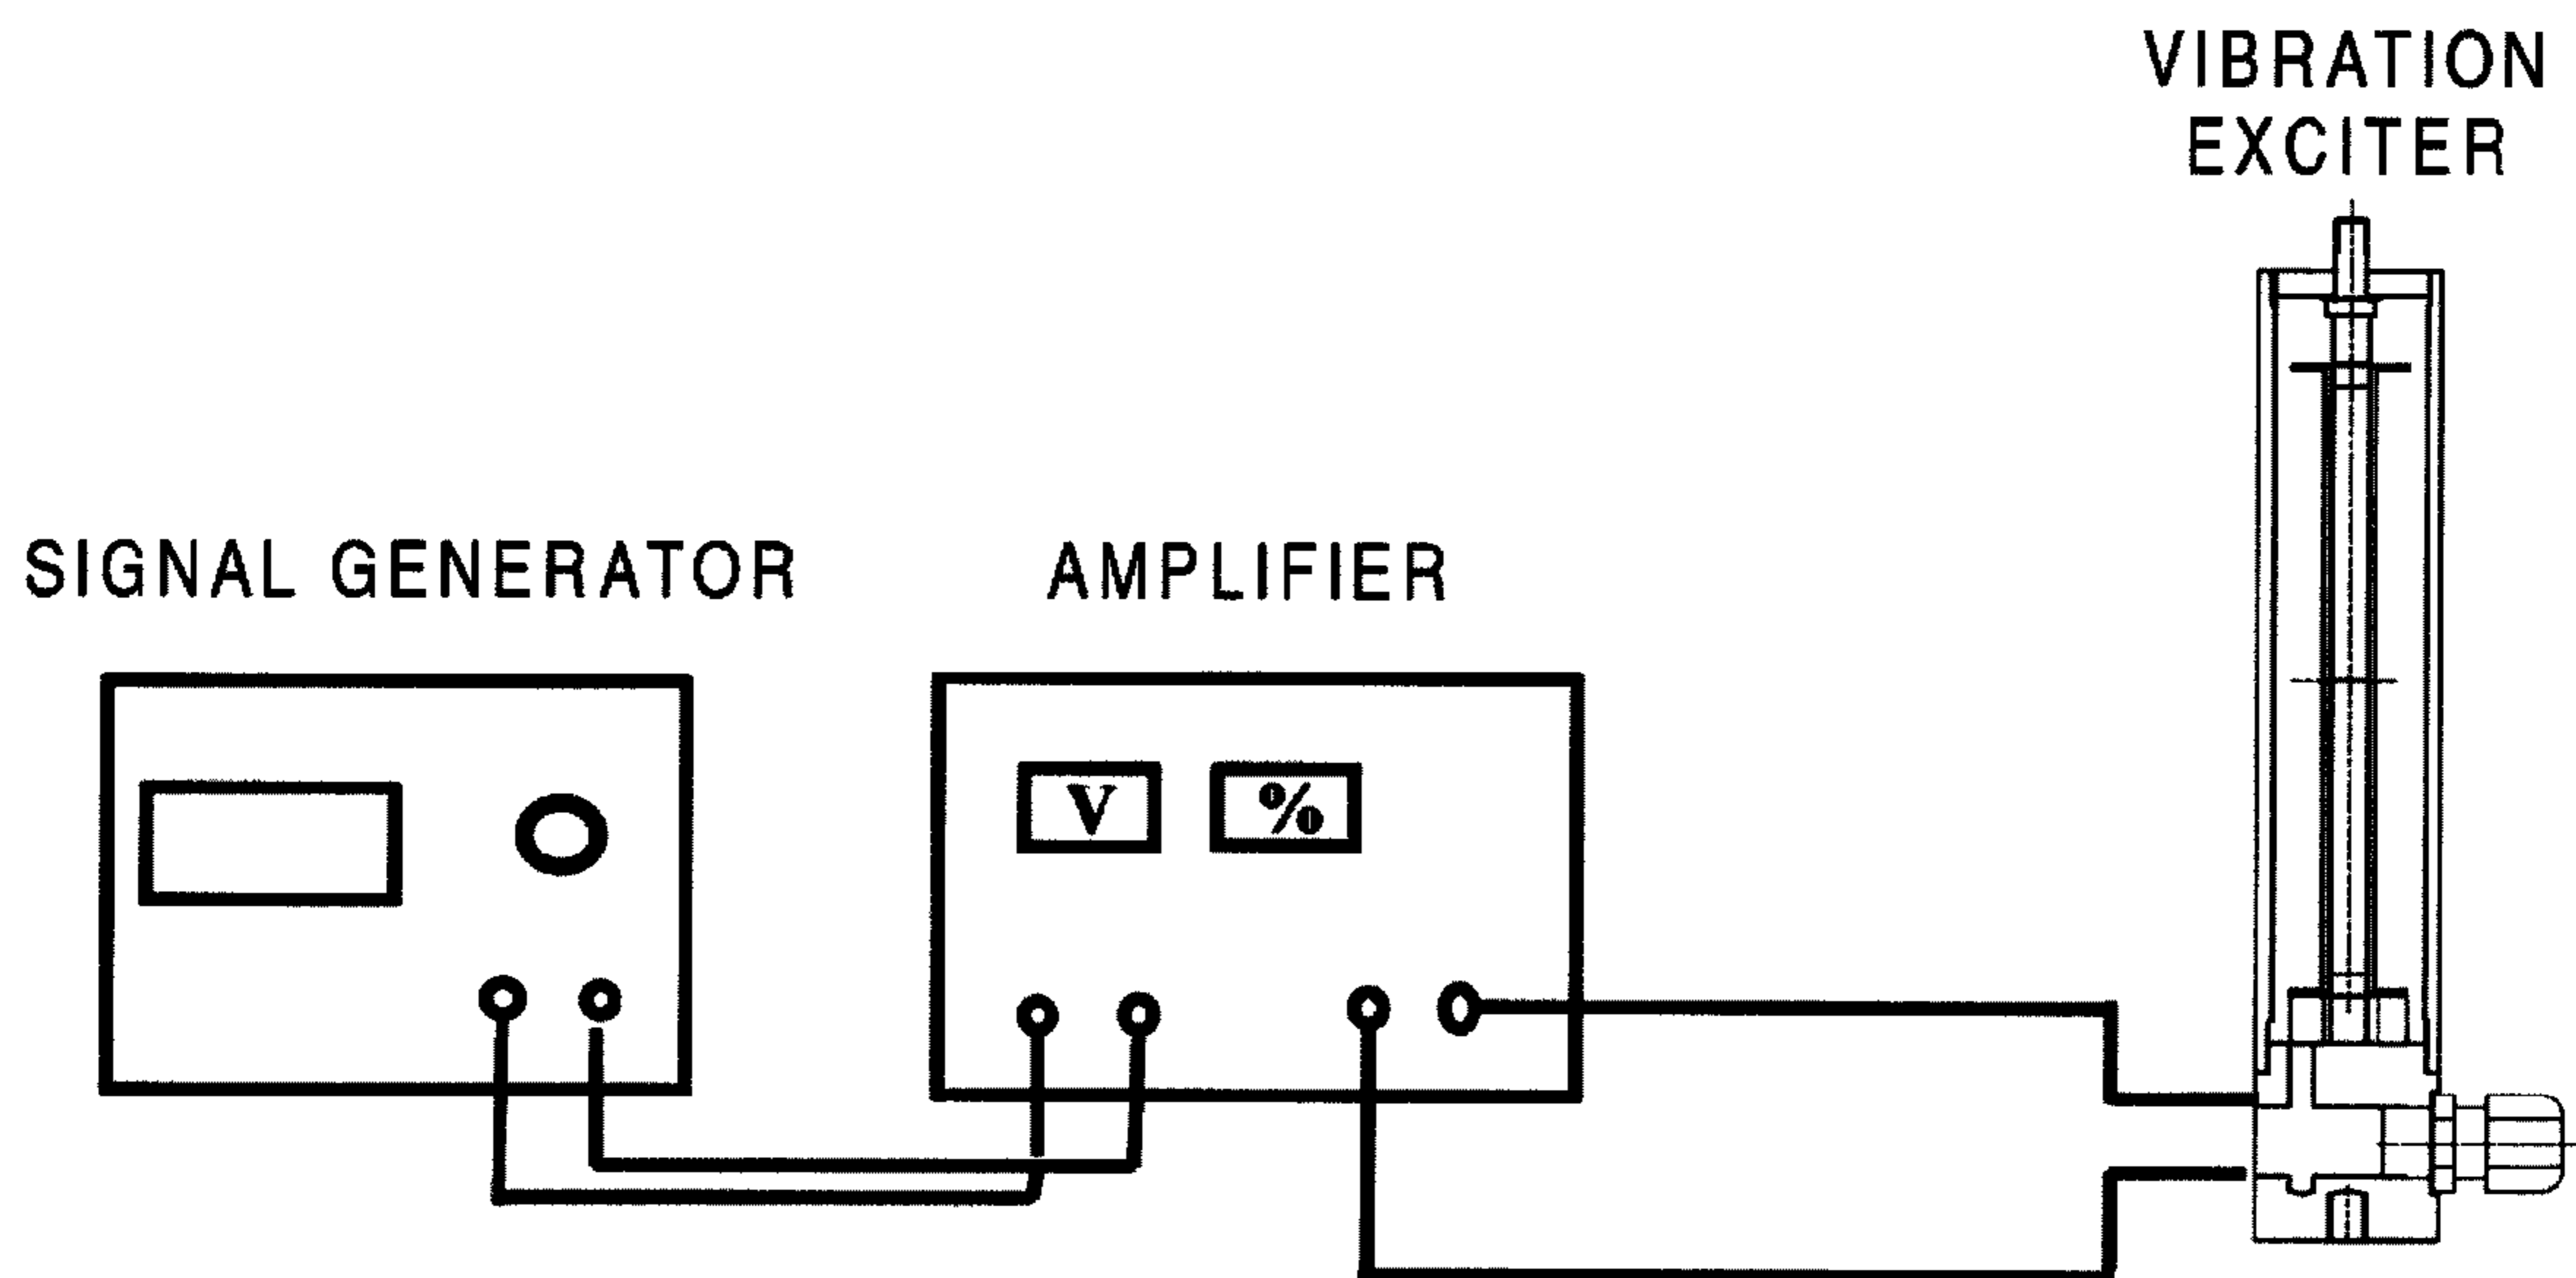 VIBRATION
EXCITER
SIGNAL GENERATOR
AMPLIFIER
V
%